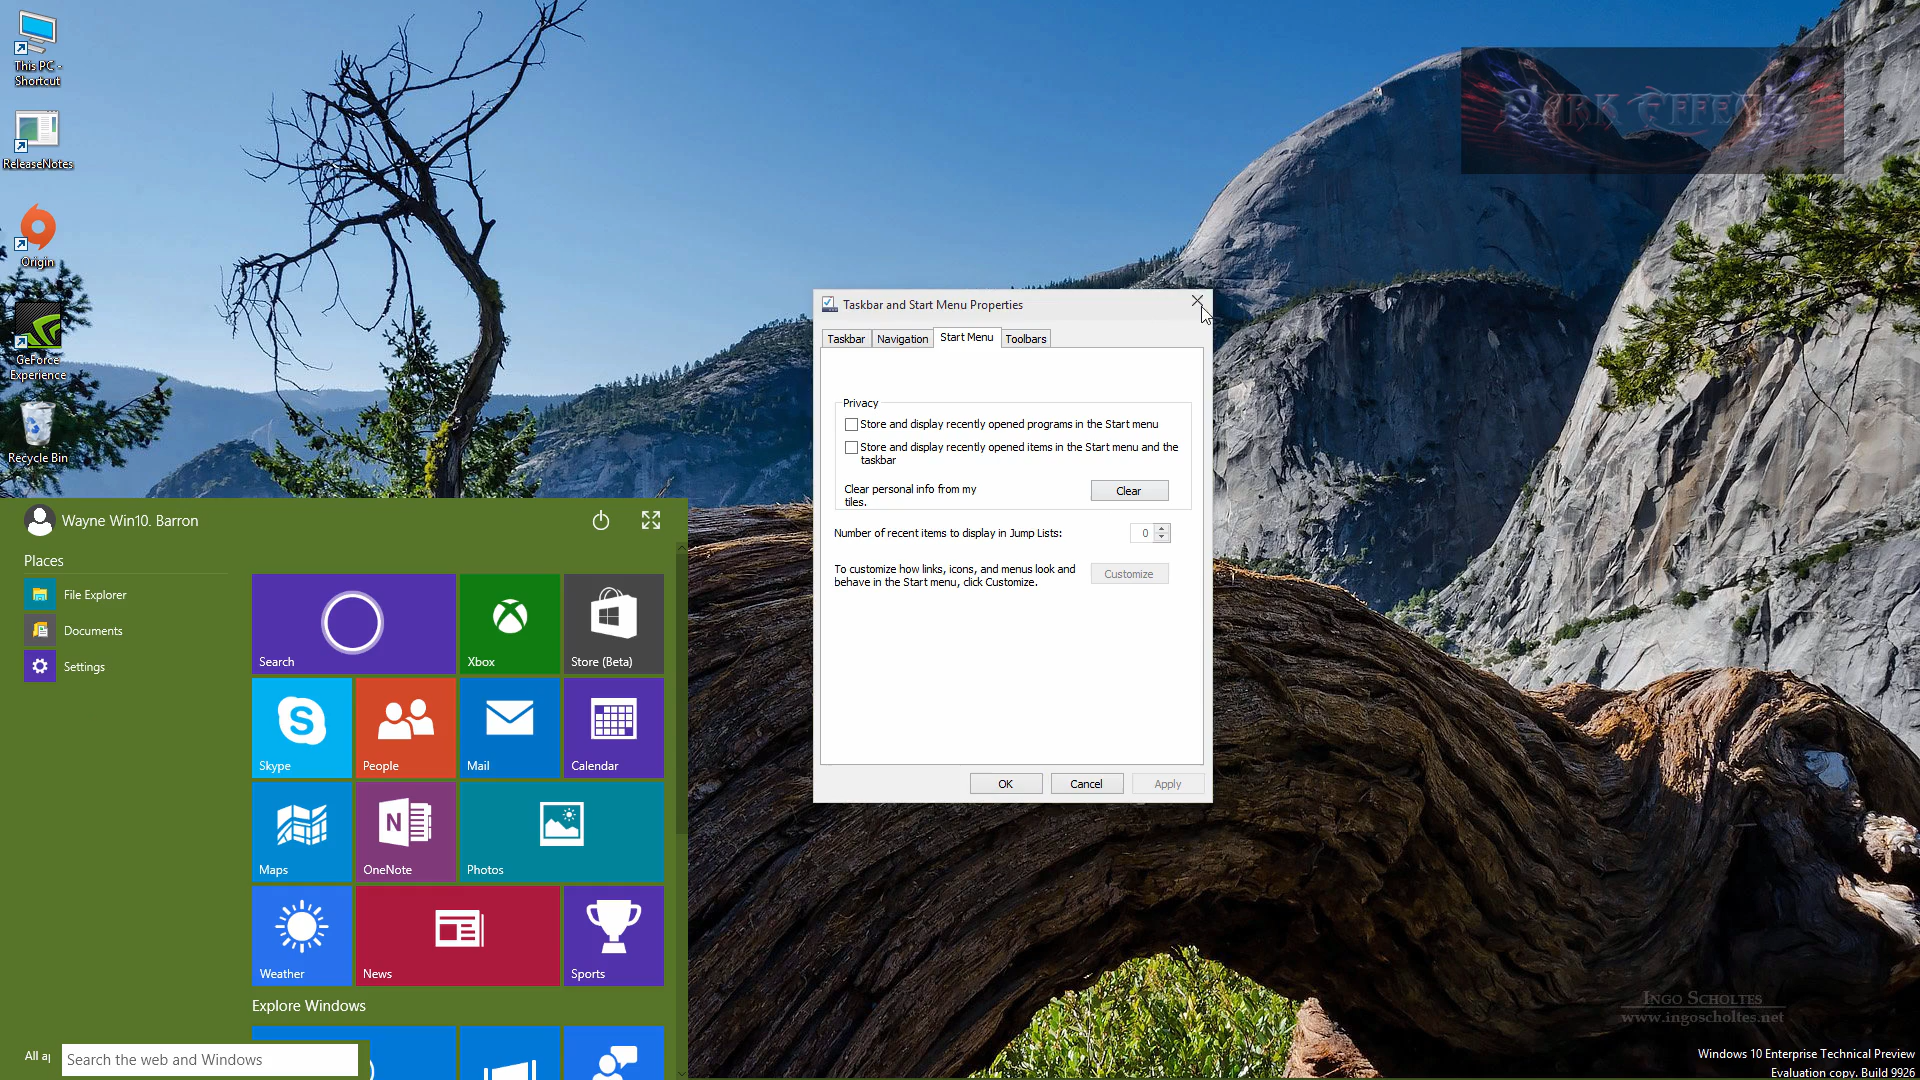 This PC -
Shortcut
ReleaseNotes
Origin
GeForce
Experience
Recycle Bin
DARK EFFECTS
Taskbar and Start Menu Properties
Taskbar
Navigation
Start Menu
Toolbars
Privacy
Store and display recently opened programs in the Start menu
Store and display recently opened items in the Start menu and the
taskbar
Clear personal info from my
tiles.
Clear
Number of recent items to display in Jump Lists:
0
To customize how links, icons, and menus look and
behave in the Start menu, click Customize.
Customize
OK
Cancel
Apply
Wayne Win10. Barron
Places
File Explorer
Documents
Settings
Search
Xbox
Store (Beta)
Skype
People
Mail
Calendar
Maps
OneNote
Photos
Weather
News
Sports
Explore Windows
All a
Search the web and Windows
INGO SCHOLTES
www.ingoscholtes.net
Windows 10 Enterprise Technical Preview
Evaluation copy. Build 9926